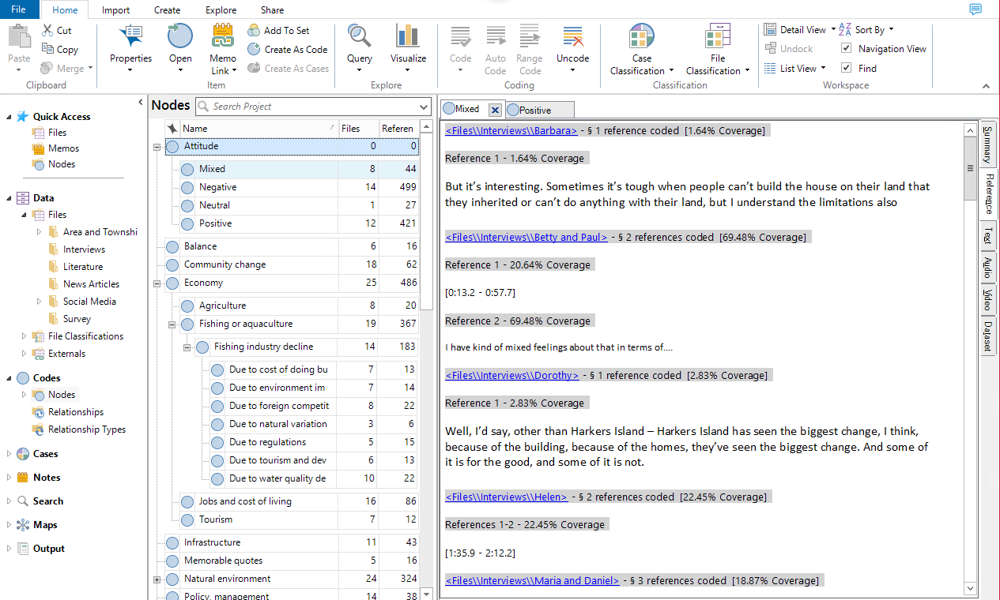 File Home Import Create Explore Share
Paste Cut Copy Merge
Clipboard
Properties Open Memo Link Add To Set Create As Code Create As Cases
Item
Query Visualize
Explore
Code Auto Code Range Code Uncode
Coding
Case Classification File Classification
Classification
Detail View Sort By
Undock Navigation View
List View Find
Workspace
Quick Access
Files
Memos
Nodes
Data
Files
Area and Townshi
Interviews
Literature
News Articles
Social Media
Survey
File Classifications
Externals
Codes
Nodes
Relationships
Relationship Types
Cases
Notes
Search
Maps
Output
Nodes Search Project
Name Files Referen
Attitude 0 0
Mixed 8 44
Negative 14 499
Neutral 1 27
Positive 12 421
Balance 6 16
Community change 18 62
Economy 25 486
Agriculture 8 20
Fishing or aquaculture 19 367
Fishing industry decline 14 183
Due to cost of doing bu 7 13
Due to environment im 7 14
Due to foreign competit 8 22
Due to natural variation 3 6
Due to regulations 5 15
Due to tourism and dev 6 13
Due to water quality de 10 22
Jobs and cost of living 16 86
Tourism 7 12
Infrastructure 11 43
Memorable quotes 5 16
Natural environment 24 324
Policy, management 14 38
Mixed Positive
<Files\\Interviews\\Barbara> - § 1 reference coded [1.64% Coverage]
Reference 1 - 1.64% Coverage
But it’s interesting. Sometimes it’s tough when people can’t build the house on their land that
they inherited or can’t do anything with their land, but I understand the limitations also
<Files\\Interviews\\Betty and Paul> - § 2 references coded [69.48% Coverage]
Reference 1 - 20.64% Coverage
[0:13.2 - 0:57.7]
Reference 2 - 69.48% Coverage
I have kind of mixed feelings about that in terms of....
<Files\\Interviews\\Dorothy> - § 1 reference coded [2.83% Coverage]
Reference 1 - 2.83% Coverage
Well, I’d say, other than Harkers Island – Harkers Island has seen the biggest change, I think,
because of the building, because of the homes, they’ve seen the biggest change. And some of
it is for the good, and some of it is not.
<Files\\Interviews\\Helen> - § 2 references coded [22.45% Coverage]
References 1-2 - 22.45% Coverage
[1:35.9 - 2:12.2]
<Files\\Interviews\\Maria and Daniel> - § 3 references coded [18.87% Coverage]
Summary
Reference
Text
Audio
Video
Dataset